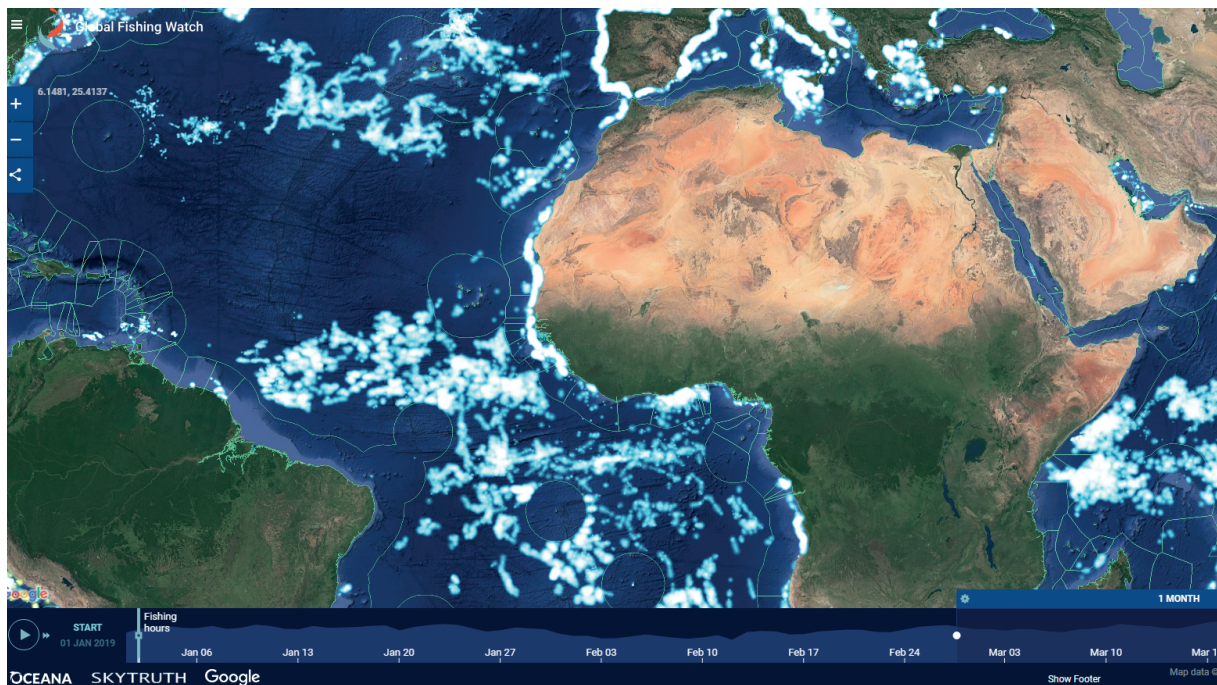 Global Fishing Watch
6.1481, 25.4137
Google
Fishing
hours
1 MONTH
START
01 JAN 2019
Jan 06
Jan 13
Jan 20
Jan 27
Feb 03
Feb 10
Feb 17
Feb 24
Mar 03
Mar 10
Mar 1
OCEANA
SKYTRUTH
Google
Show Footer
Map data ©